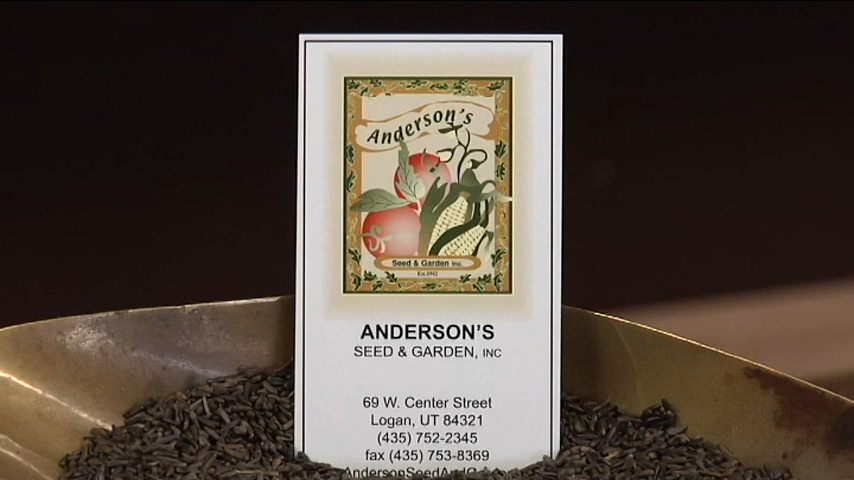 Anderson's
Seed & Garden Inc.
Est.1942
ANDERSON'S
SEED & GARDEN, INC
69 W. Center Street
Logan, UT 84321
(435) 752-2345
fax (435) 753-8369